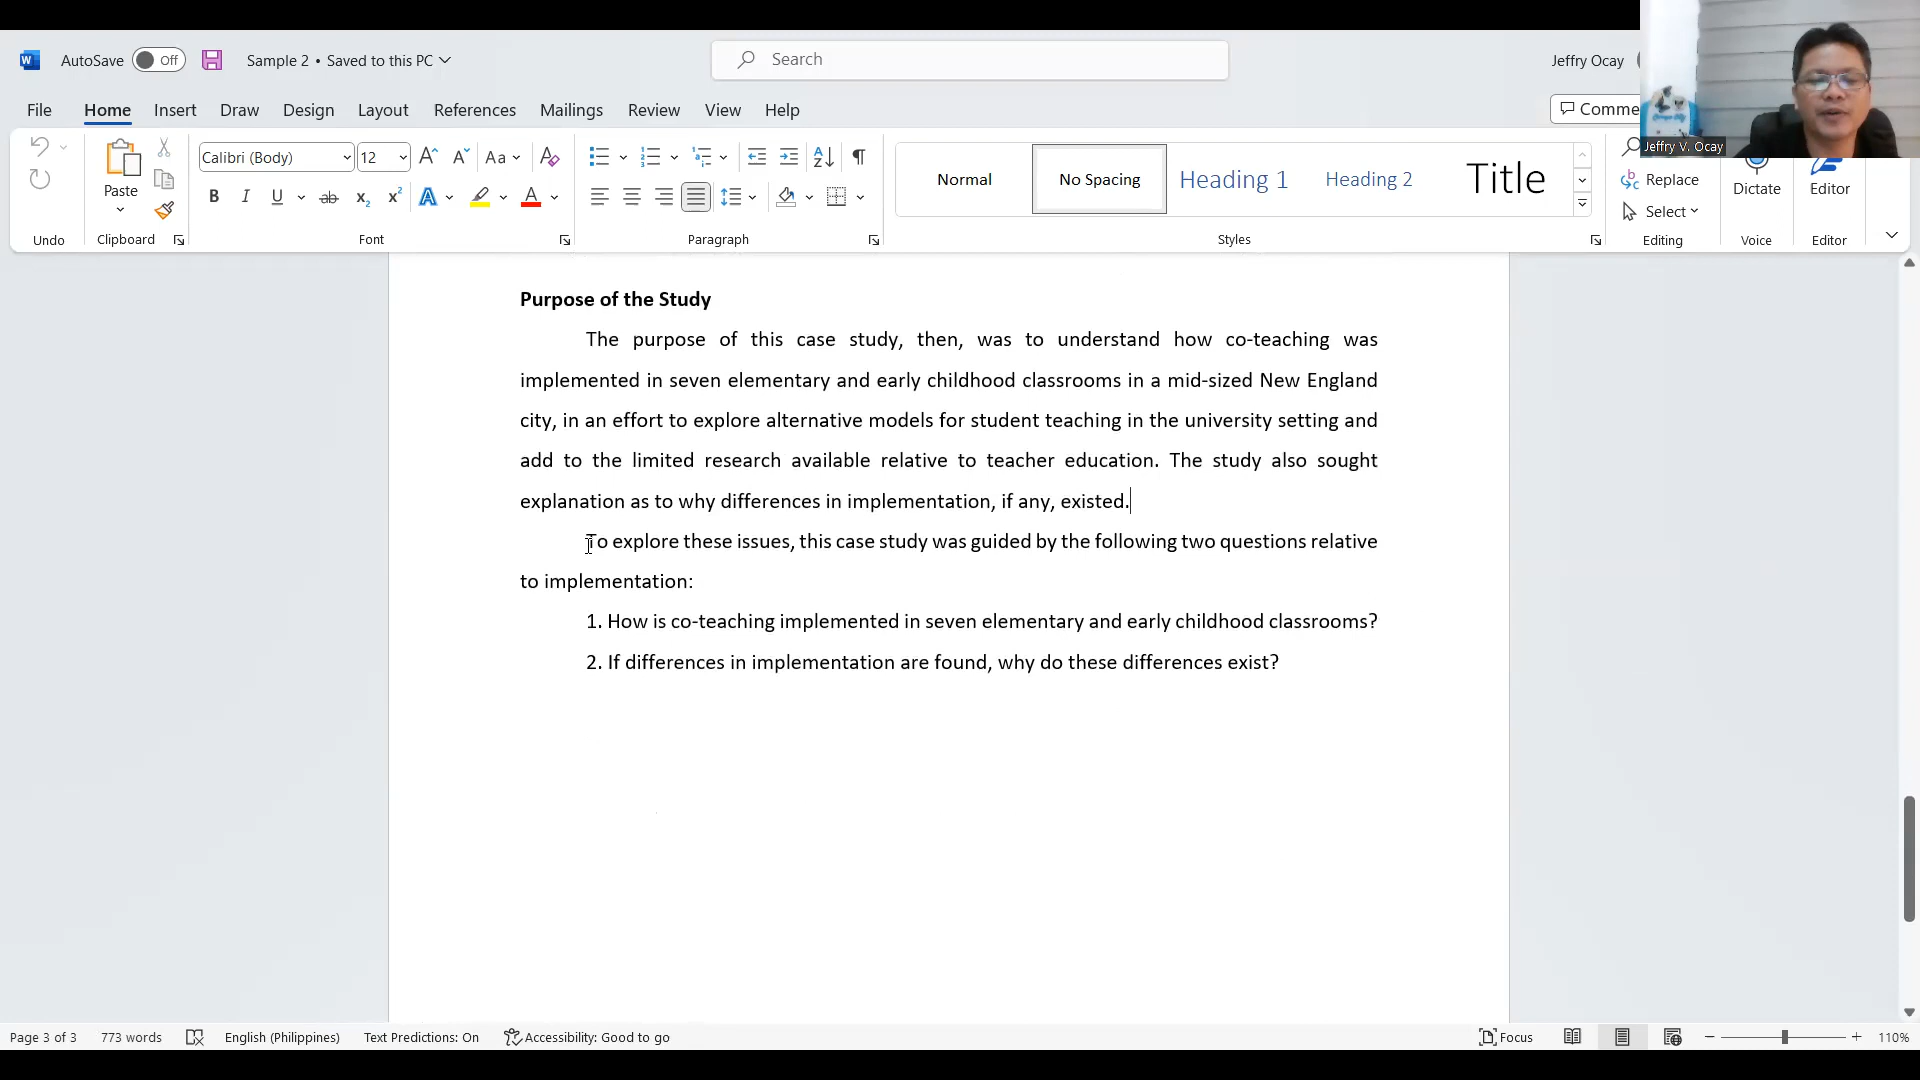 AutoSave Off Sample 2 • Saved to this PC Search Jeffry Ocay
File Home Insert Draw Design Layout References Mailings Review View Help Comme
Jeffry V. Ocay
Calibri (Body) 12 Aa
Paste
Normal No Spacing Heading 1 Heading 2 Title
Replace
Select
Dictate
Editor
B I U ab x₂ x² A A
Undo Clipboard Font Paragraph Styles Editing Voice Editor
Purpose of the Study
The purpose of this case study, then, was to understand how co-teaching was
implemented in seven elementary and early childhood classrooms in a mid-sized New England
city, in an effort to explore alternative models for student teaching in the university setting and
add to the limited research available relative to teacher education. The study also sought
explanation as to why differences in implementation, if any, existed.
To explore these issues, this case study was guided by the following two questions relative
to implementation:
1. How is co-teaching implemented in seven elementary and early childhood classrooms?
2. If differences in implementation are found, why do these differences exist?
Page 3 of 3 773 words English (Philippines) Text Predictions: On Accessibility: Good to go Focus 110%